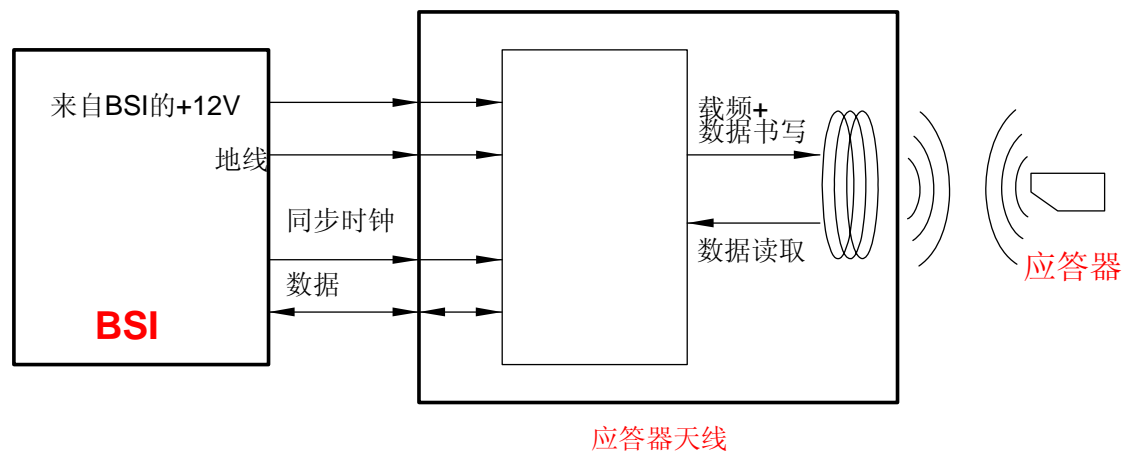 来自BSI的+12V
地线
同步时钟
数据
BSI
载频+
数据书写
数据读取
应答器
应答器天线